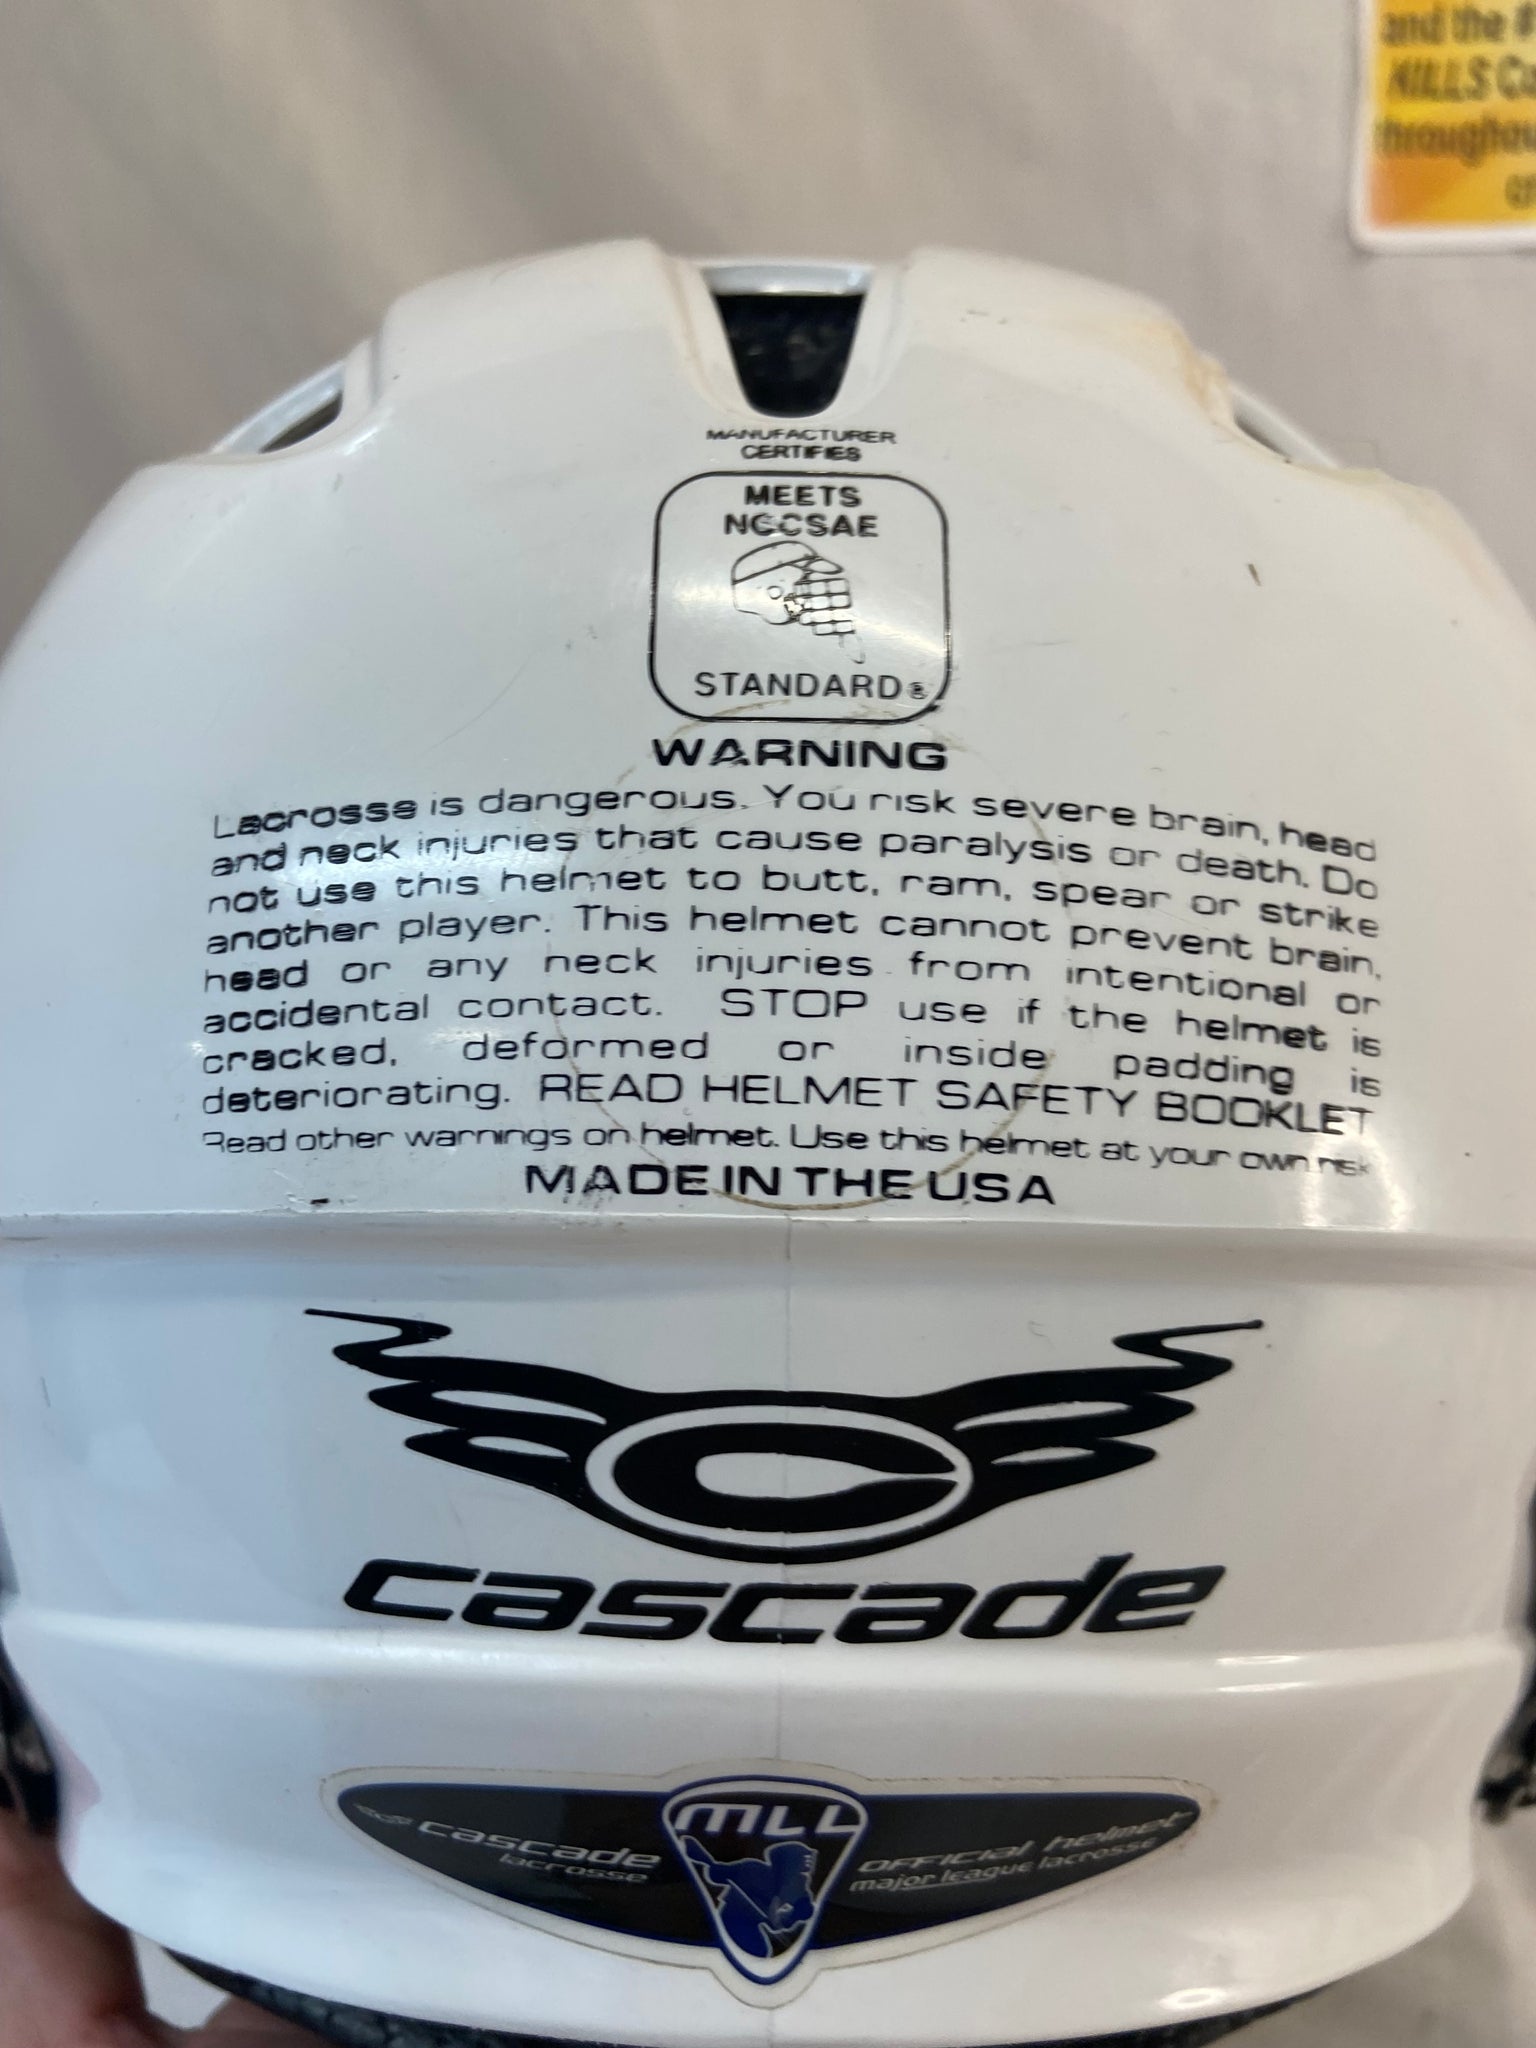 and the #
KILLS
MANUFACTURER
CERTIFIES
MEETS
NOCSAE
STANDARD®
WARNING
Lacrosse is dangerous. You risk severe brain, head
and neck injuries that cause paralysis or death. Do
not use this helmet to butt, ram, spear or strike
another player. This helmet cannot prevent brain,
head or any neck injuries from intentional or
accidental contact. STOP use if the helmet is
cracked, deformed or inside padding is
deteriorating. READ HELMET SAFETY BOOKLET
Read other warnings on helmet. Use this helmet at your own risk
MADE IN THE USA
C
cascade
cascade
lacrosse
MLL
OFFICIAL helmet
major league lacrosse